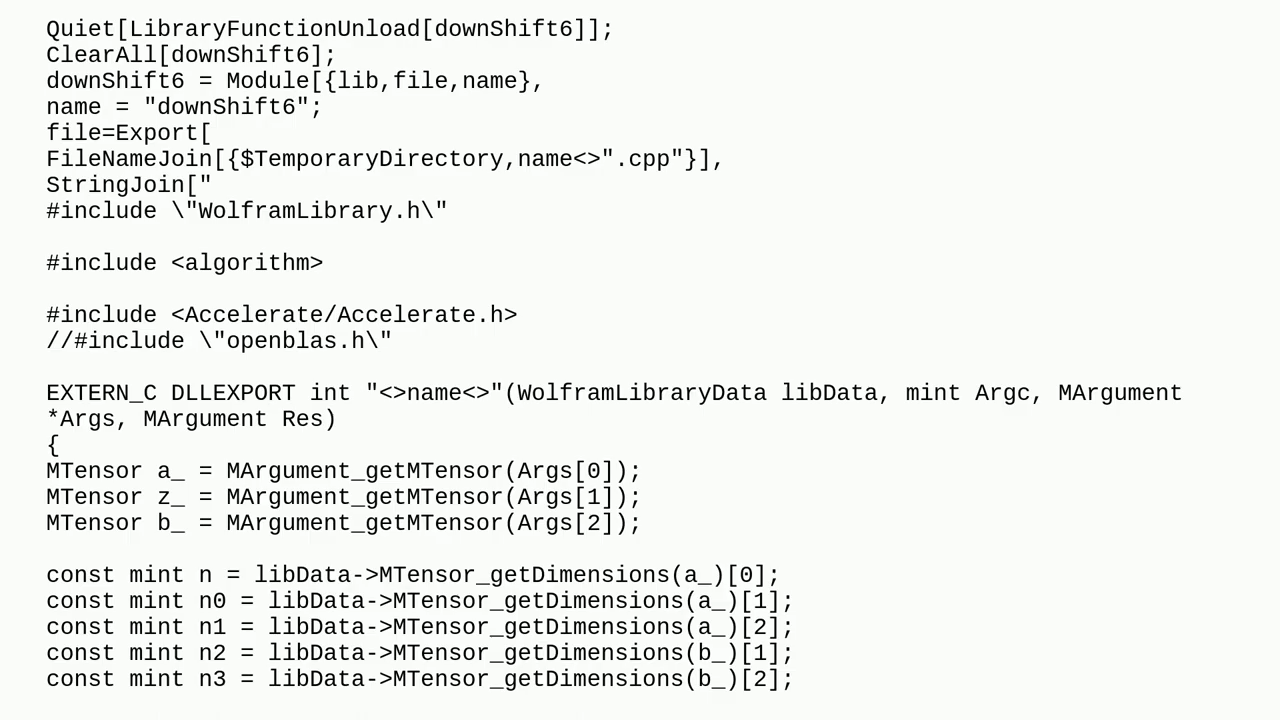 Quiet[LibraryFunctionUnload[downShift6]];
ClearAll[downShift6];
downShift6 = Module[{lib,file,name},
name = "downShift6";
file=Export[
FileNameJoin[{$TemporaryDirectory,name<>".cpp"}],
StringJoin["
#include \"WolframLibrary.h\"
#include <algorithm>
#include <Accelerate/Accelerate.h>
//#include \"openblas.h\"
EXTERN_C DLLEXPORT int "<>name<>"(WolframLibraryData libData, mint Argc, MArgument
*Args, MArgument Res)
{
MTensor a_ = MArgument_getMTensor(Args[0]);
MTensor z_ = MArgument_getMTensor(Args[1]);
MTensor b_ = MArgument_getMTensor(Args[2]);
const mint n = libData->MTensor_getDimensions(a_)[0];
const mint n0 = libData->MTensor_getDimensions(a_)[1];
const mint n1 = libData->MTensor_getDimensions(a_)[2];
const mint n2 = libData->MTensor_getDimensions(b_)[1];
const mint n3 = libData->MTensor_getDimensions(b_)[2];